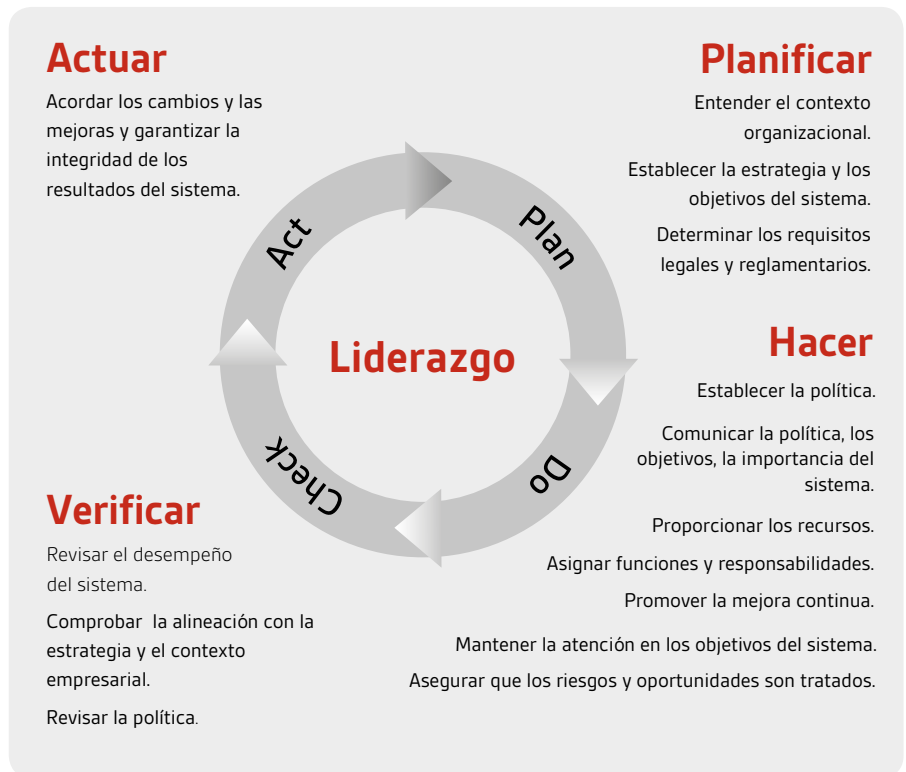 Actuar
Acordar los cambios y las
mejoras y garantizar la
integridad de los
resultados del sistema.
Planificar
Entender el contexto
organizacional.
Establecer la estrategia y los
objetivos del sistema.
Determinar los requisitos
legales y reglamentarios.
Act
Plan
Liderazgo
Check
Do
Hacer
Establecer la política.
Comunicar la política, los
objetivos, la importancia del
sistema.
Proporcionar los recursos.
Asignar funciones y responsabilidades.
Promover la mejora continua.
Mantener la atención en los objetivos del sistema.
Asegurar que los riesgos y oportunidades son tratados.
Verificar
Revisar el desempeño
del sistema.
Comprobar  la alineación con la
estrategia y el contexto
empresarial.
Revisar la política.